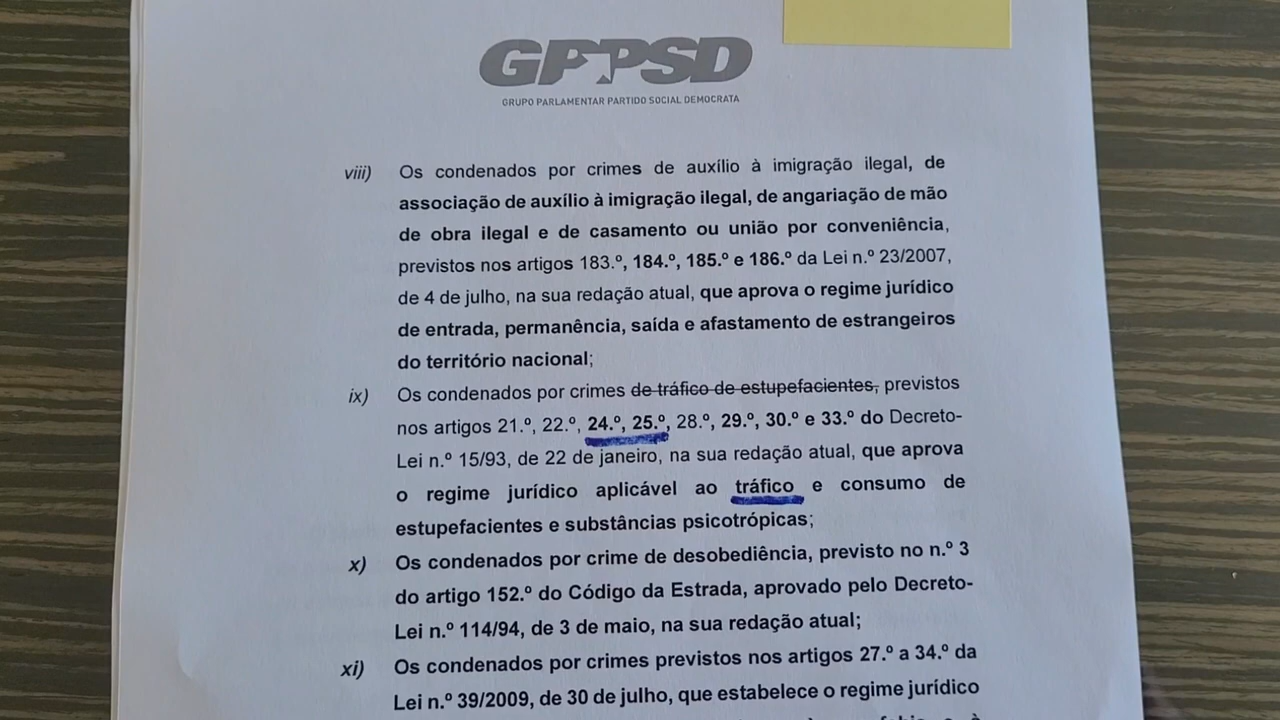 GPPSD
GRUPO PARLAMENTAR PARTIDO SOCIAL DEMOCRATA
viii) Os condenados por crimes de auxílio à imigração ilegal, de
associação de auxílio à imigração ilegal, de angariação de mão
de obra ilegal e de casamento ou união por conveniência,
previstos nos artigos 183.º, 184.º, 185.º e 186.º da Lei n.º 23/2007,
de 4 de julho, na sua redação atual, que aprova o regime jurídico
de entrada, permanência, saída e afastamento de estrangeiros
do território nacional;
ix) Os condenados por crimes de tráfico de estupefacientes, previstos
nos artigos 21.º, 22.º, 24.º, 25.º, 28.º, 29.º, 30.º e 33.º do Decreto-
Lei n.º 15/93, de 22 de janeiro, na sua redação atual, que aprova
o regime jurídico aplicável ao tráfico e consumo de
estupefacientes e substâncias psicotrópicas;
x) Os condenados por crime de desobediência, previsto no n.º 3
do artigo 152.º do Código da Estrada, aprovado pelo Decreto-
Lei n.º 114/94, de 3 de maio, na sua redação atual;
xi) Os condenados por crimes previstos nos artigos 27.º a 34.º da
Lei n.º 39/2009, de 30 de julho, que estabelece o regime jurídico